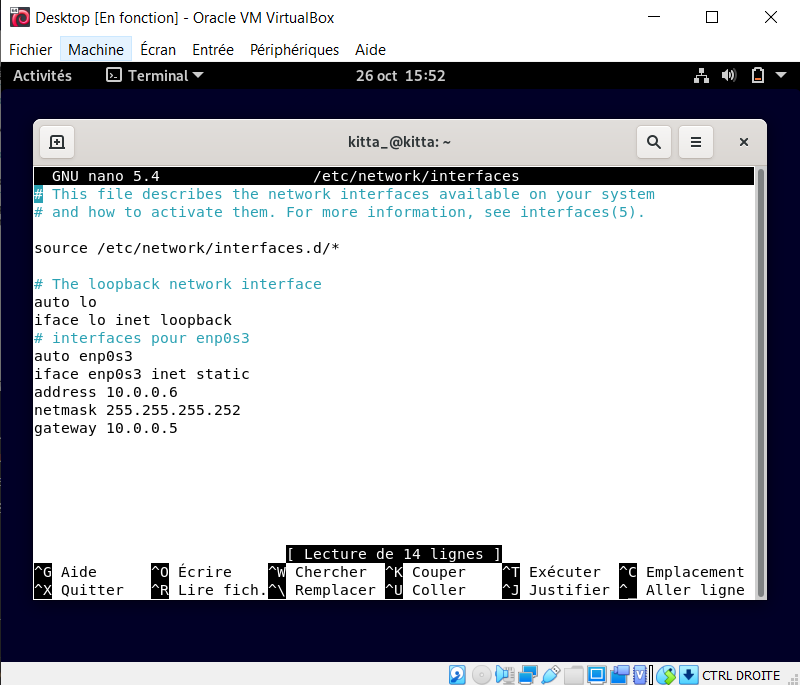 Desktop [En fonction] - Oracle VM VirtualBox
Fichier Machine Écran Entrée Périphériques Aide
Activités Terminal 26 oct 15:52
kitta_@kitta: ~
GNU nano 5.4 /etc/network/interfaces
# This file describes the network interfaces available on your system
# and how to activate them. For more information, see interfaces(5).
source /etc/network/interfaces.d/*
# The loopback network interface
auto lo
iface lo inet loopback
# interfaces pour enp0s3
auto enp0s3
iface enp0s3 inet static
address 10.0.0.6
netmask 255.255.255.252
gateway 10.0.0.5
[ Lecture de 14 lignes ]
^G Aide ^O Écrire ^W Chercher ^K Couper ^T Exécuter ^C Emplacement
^X Quitter ^R Lire fich. ^\ Remplacer ^U Coller ^J Justifier ^_ Aller ligne
CTRL DROITE